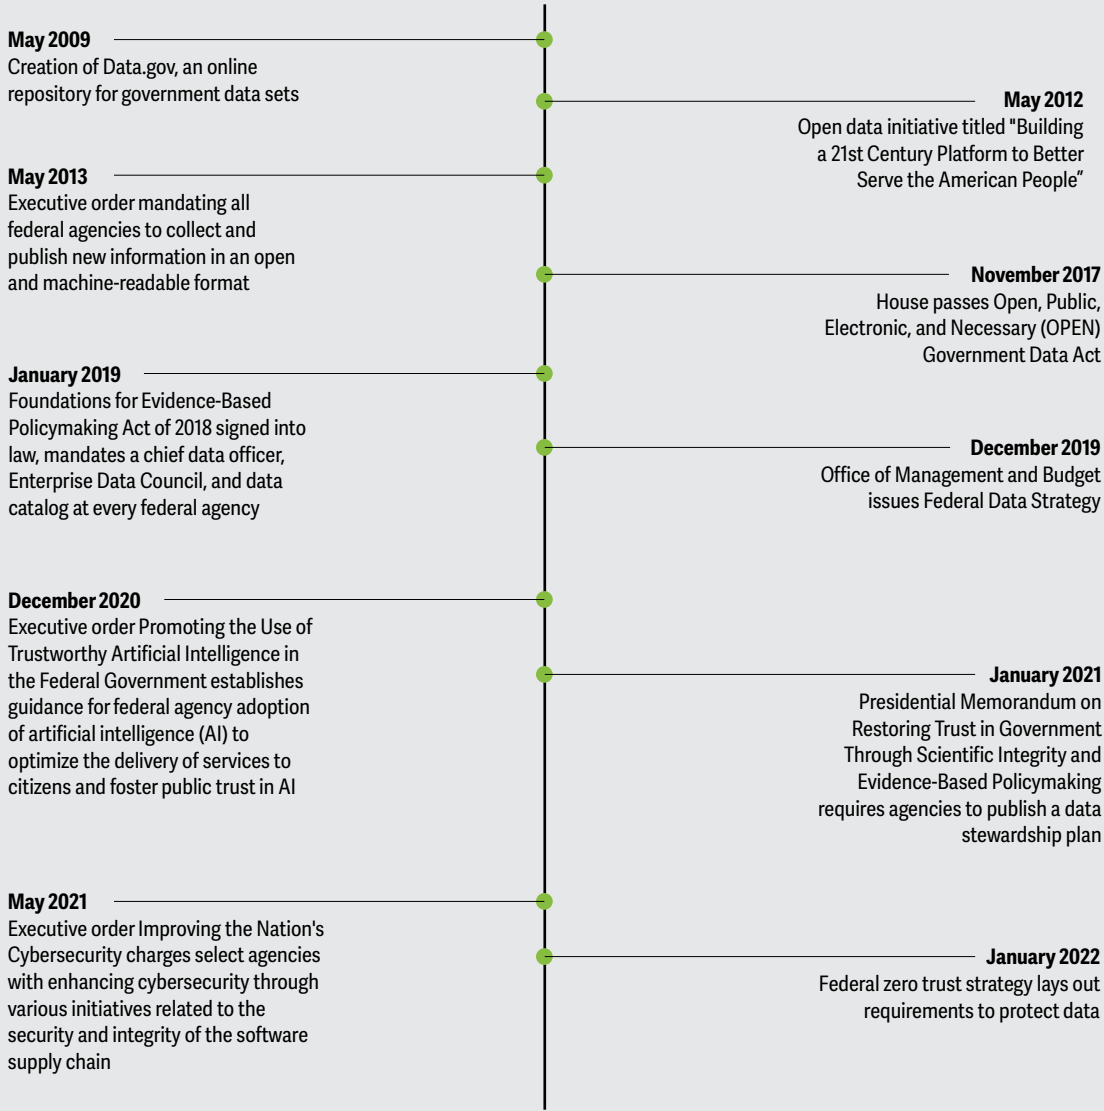 May 2009
Creation of Data.gov, an online
repository for government data sets
May 2012
Open data initiative titled "Building
a 21st Century Platform to Better
Serve the American People”
May 2013
Executive order mandating all
federal agencies to collect and
publish new information in an open
and machine-readable format
November 2017
House passes Open, Public,
Electronic, and Necessary (OPEN)
Government Data Act
January 2019
Foundations for Evidence-Based
Policymaking Act of 2018 signed into
law, mandates a chief data officer,
Enterprise Data Council, and data
catalog at every federal agency
December 2019
Office of Management and Budget
issues Federal Data Strategy
December 2020
Executive order Promoting the Use of
Trustworthy Artificial Intelligence in
the Federal Government establishes
guidance for federal agency adoption
of artificial intelligence (AI) to
optimize the delivery of services to
citizens and foster public trust in AI
January 2021
Presidential Memorandum on
Restoring Trust in Government
Through Scientific Integrity and
Evidence-Based Policymaking
requires agencies to publish a data
stewardship plan
May 2021
Executive order Improving the Nation's
Cybersecurity charges select agencies
with enhancing cybersecurity through
various initiatives related to the
security and integrity of the software
supply chain
January 2022
Federal zero trust strategy lays out
requirements to protect data